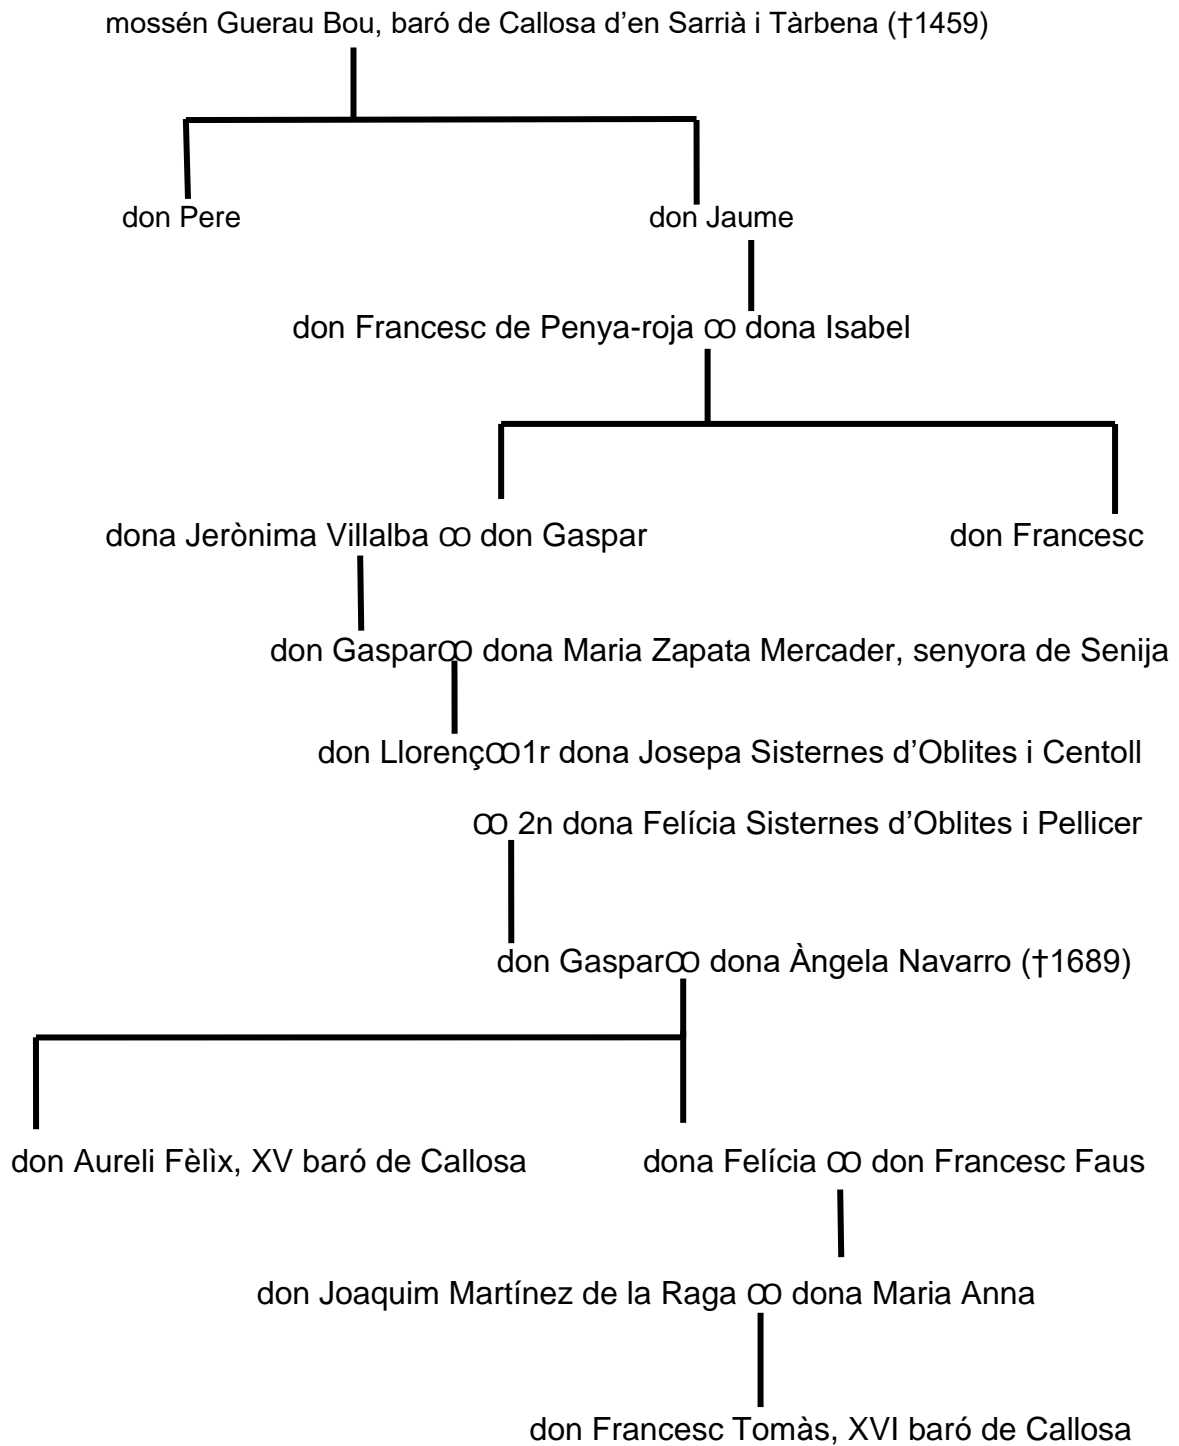 mossén Guerau Bou, baró de Callosa d’en Sarrià i Tàrbena (†1459)
don Pere
don Jaume
don Francesc de Penya-roja ꝏ dona Isabel
dona Jerònima Villalba ꝏ don Gaspar
don Francesc
don Gasparꝏ dona Maria Zapata Mercader, senyora de Senija
don Llorençꝏ1r dona Josepa Sisternes d’Oblites i Centoll
ꝏ 2n dona Felícia Sisternes d’Oblites i Pellicer
don Gasparꝏ dona Àngela Navarro (†1689)
don Aureli Fèlìx, XV baró de Callosa
dona Felícia ꝏ don Francesc Faus
don Joaquim Martínez de la Raga ꝏ dona Maria Anna
don Francesc Tomàs, XVI baró de Callosa